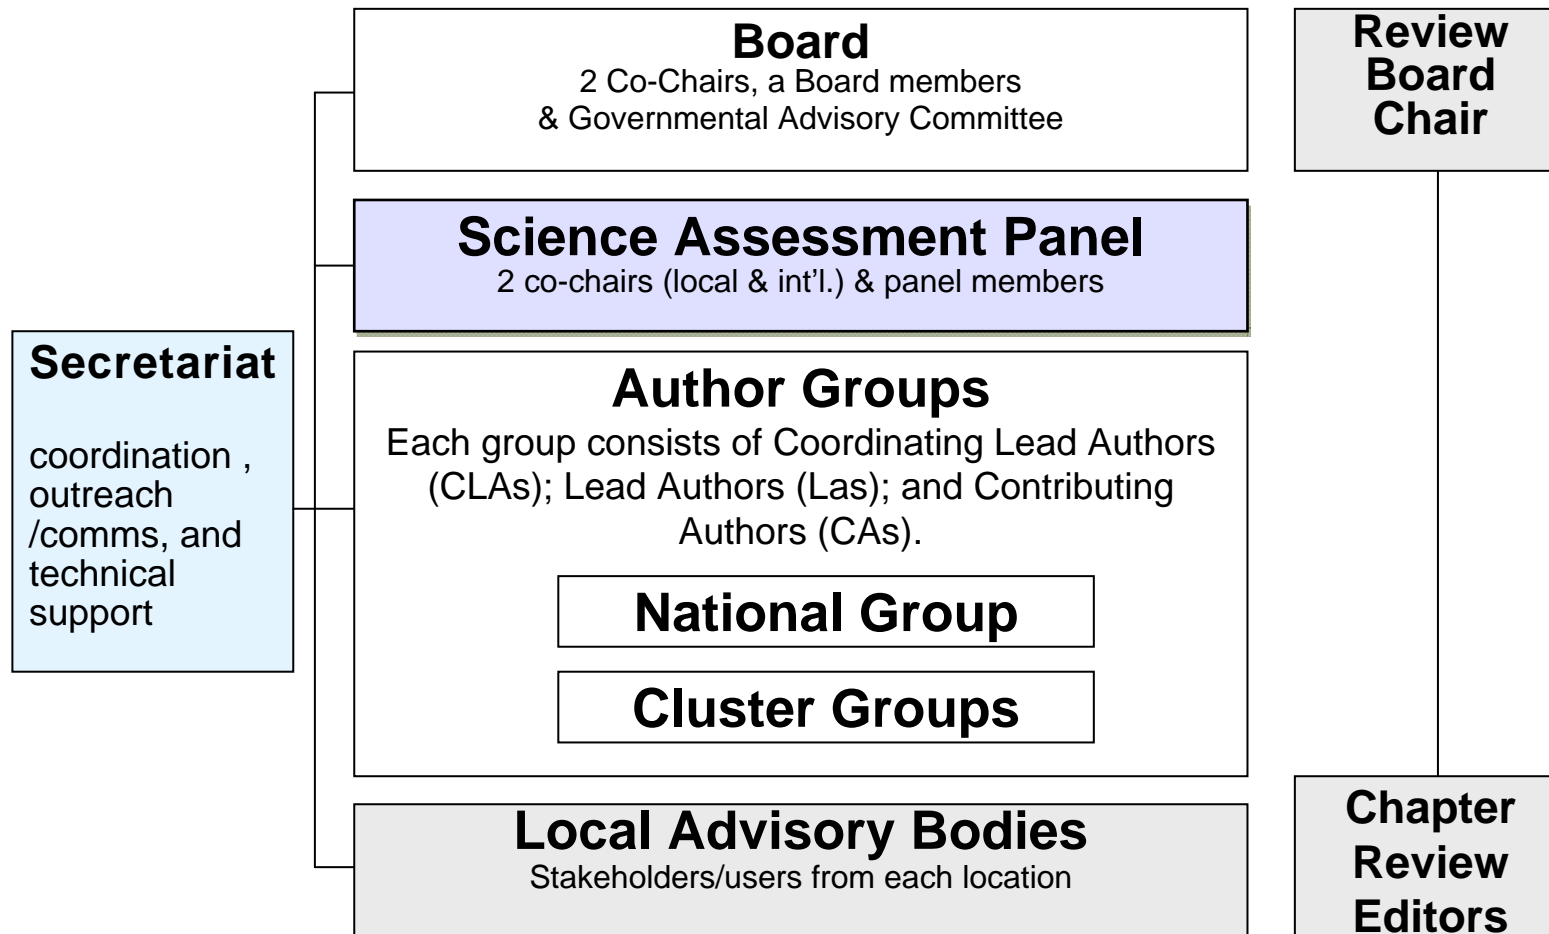 Board
2 Co-Chairs, a Board members
& Governmental Advisory Committee
Review
Board
Chair
Science Assessment Panel
2 co-chairs (local & int’l.) & panel members
Secretariat
coordination ,
outreach
/comms, and
technical
support
Author Groups
Each group consists of Coordinating Lead Authors
(CLAs); Lead Authors (Las); and Contributing
Authors (CAs).
National Group
Cluster Groups
Local Advisory Bodies
Stakeholders/users from each location
Chapter
Review
Editors